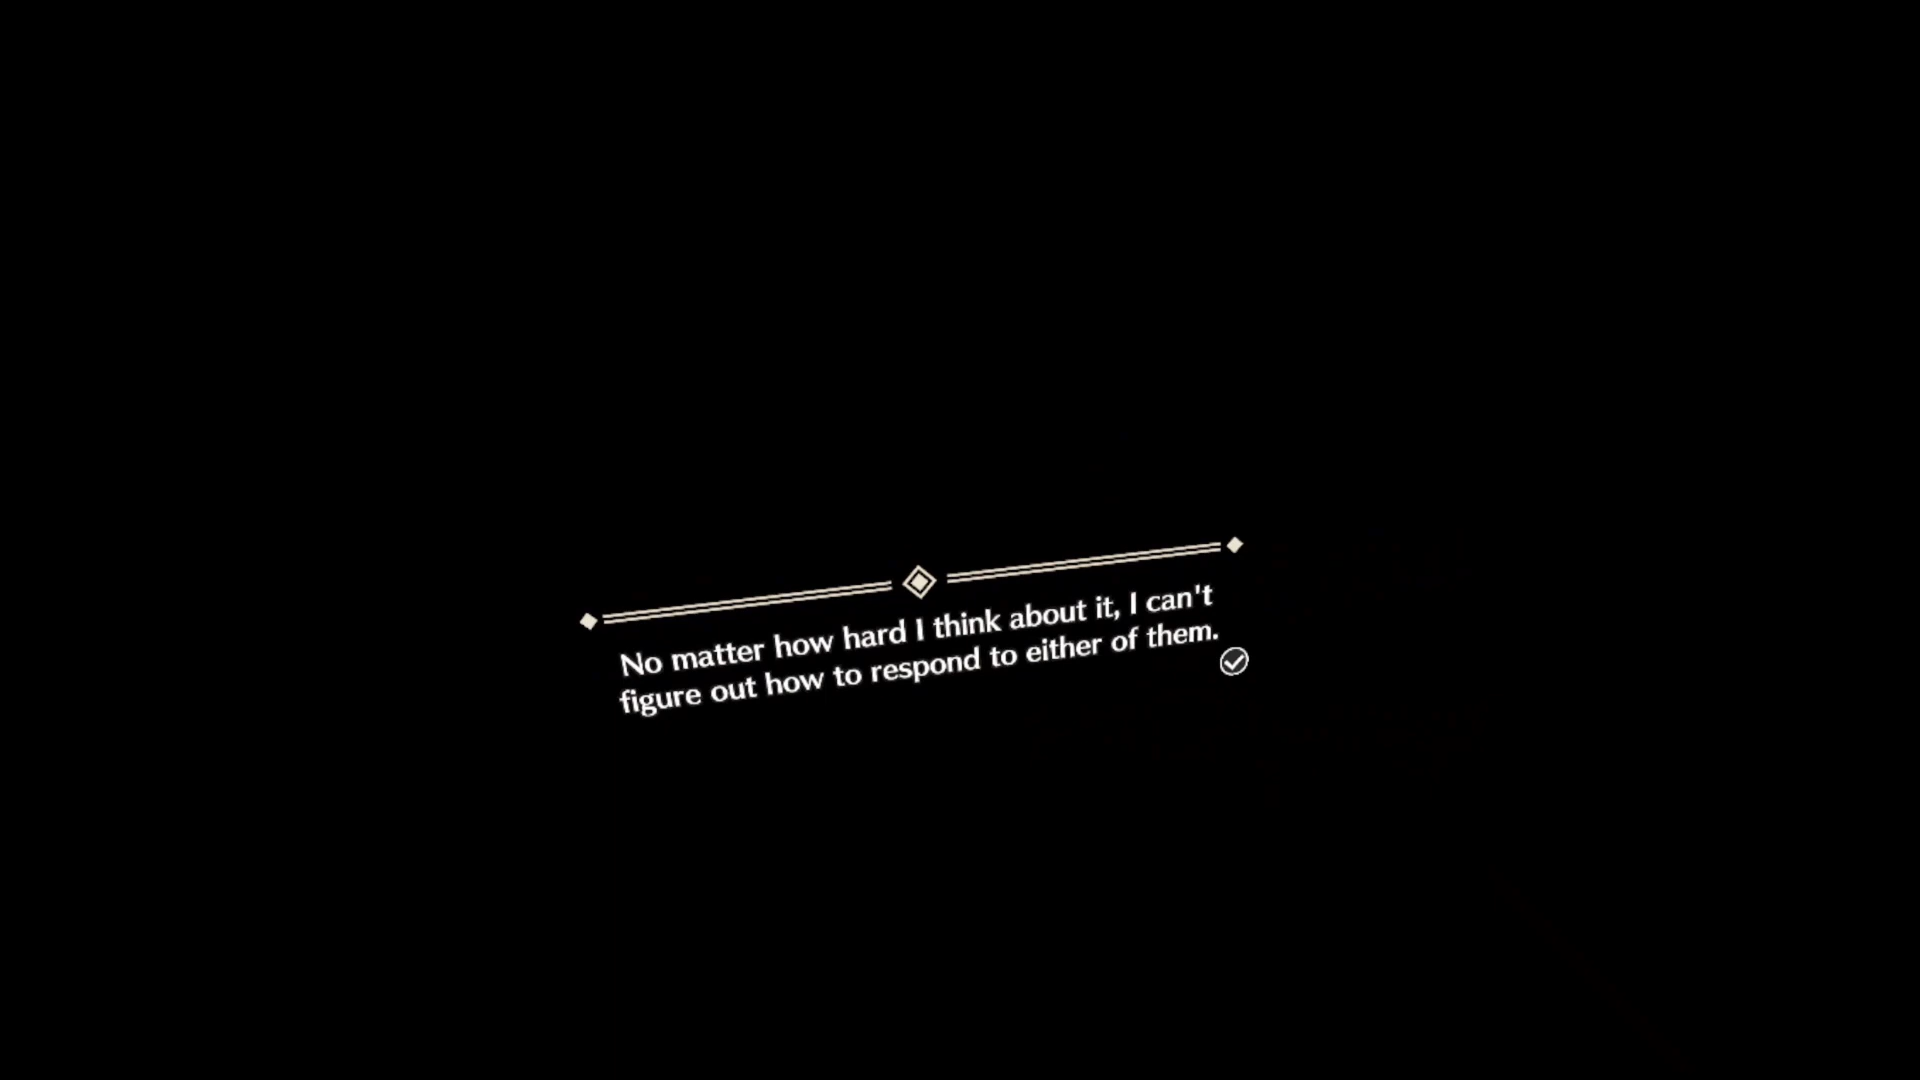 No matter how hard I think about it, I can't
figure out how to respond to either of them.